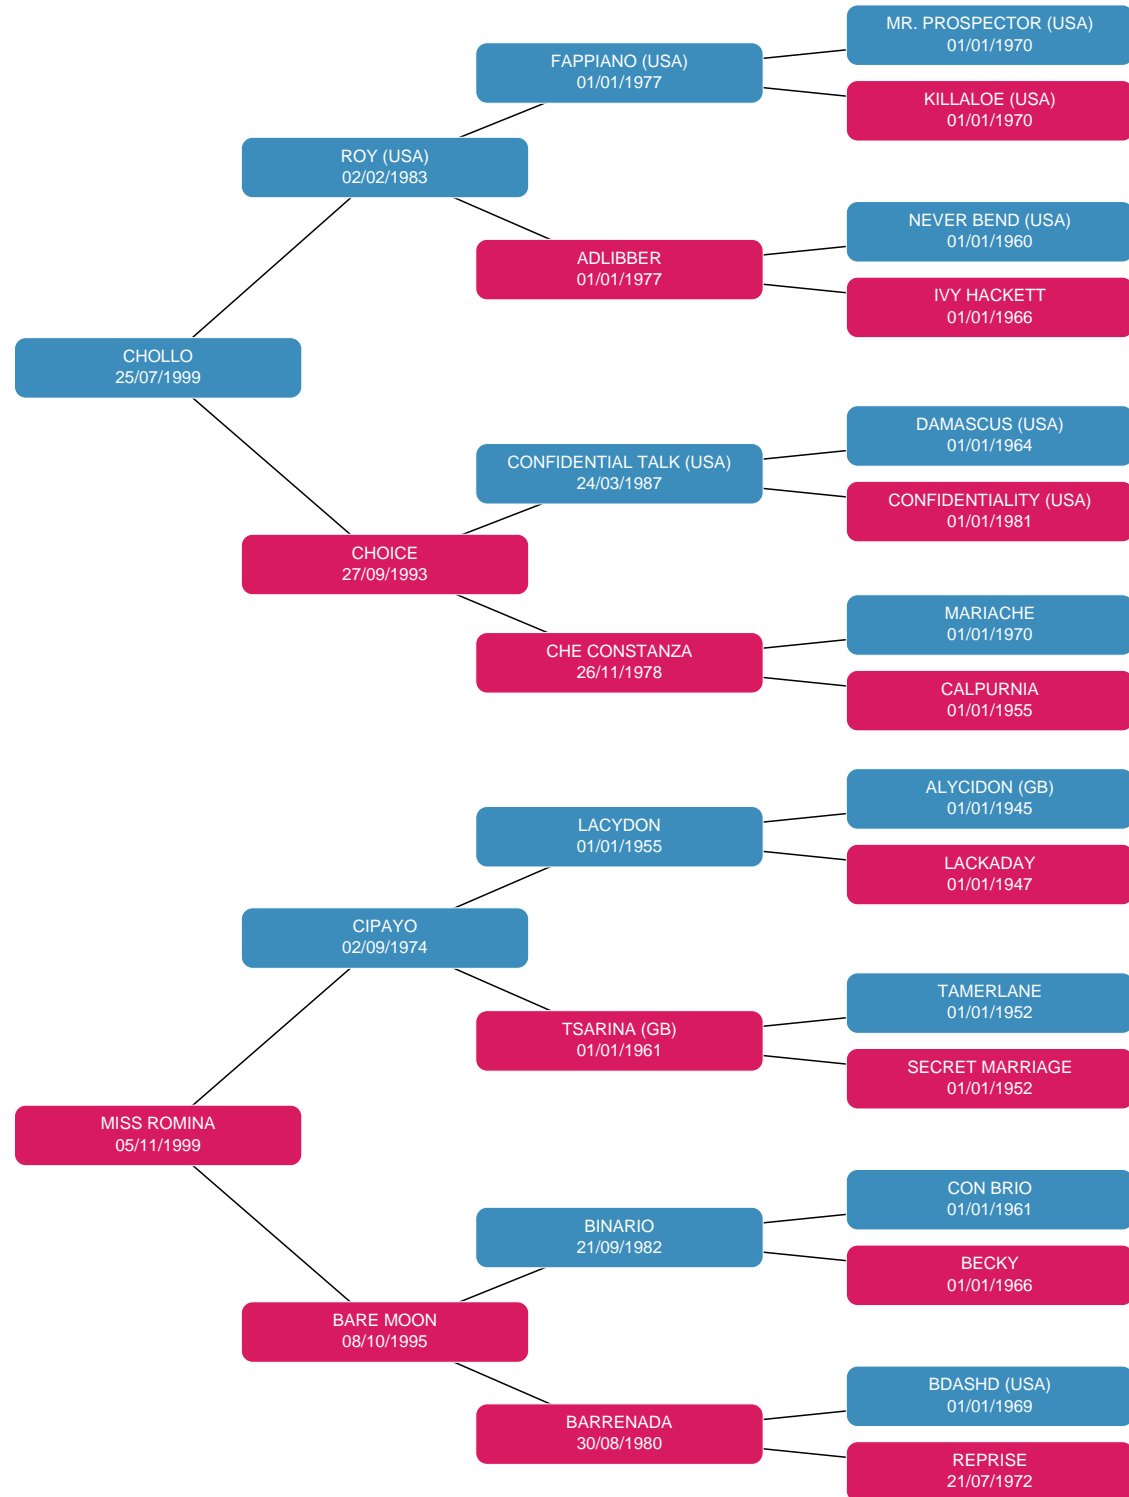 MR. PROSPECTOR (USA)
01/01/1970
FAPPIANO (USA)
01/01/1977
KILLALOE (USA)
01/01/1970
ROY (USA)
02/02/1983
NEVER BEND (USA)
01/01/1960
ADLIBBER
01/01/1977
IVY HACKETT
01/01/1966
CHOLLO
25/07/1999
DAMASCUS (USA)
01/01/1964
CONFIDENTIAL TALK (USA)
24/03/1987
CONFIDENTIALITY (USA)
01/01/1981
CHOICE
27/09/1993
MARIACHE
01/01/1970
CHE CONSTANZA
26/11/1978
CALPURNIA
01/01/1955
ALYCIDON (GB)
01/01/1945
LACYDON
01/01/1955
LACKADAY
01/01/1947
CIPAYO
02/09/1974
TAMERLANE
01/01/1952
TSARINA (GB)
01/01/1961
SECRET MARRIAGE
01/01/1952
MISS ROMINA
05/11/1999
CON BRIO
01/01/1961
BINARIO
21/09/1982
BECKY
01/01/1966
BARE MOON
08/10/1995
BDASHD (USA)
01/01/1969
BARRENADA
30/08/1980
REPRISE
21/07/1972